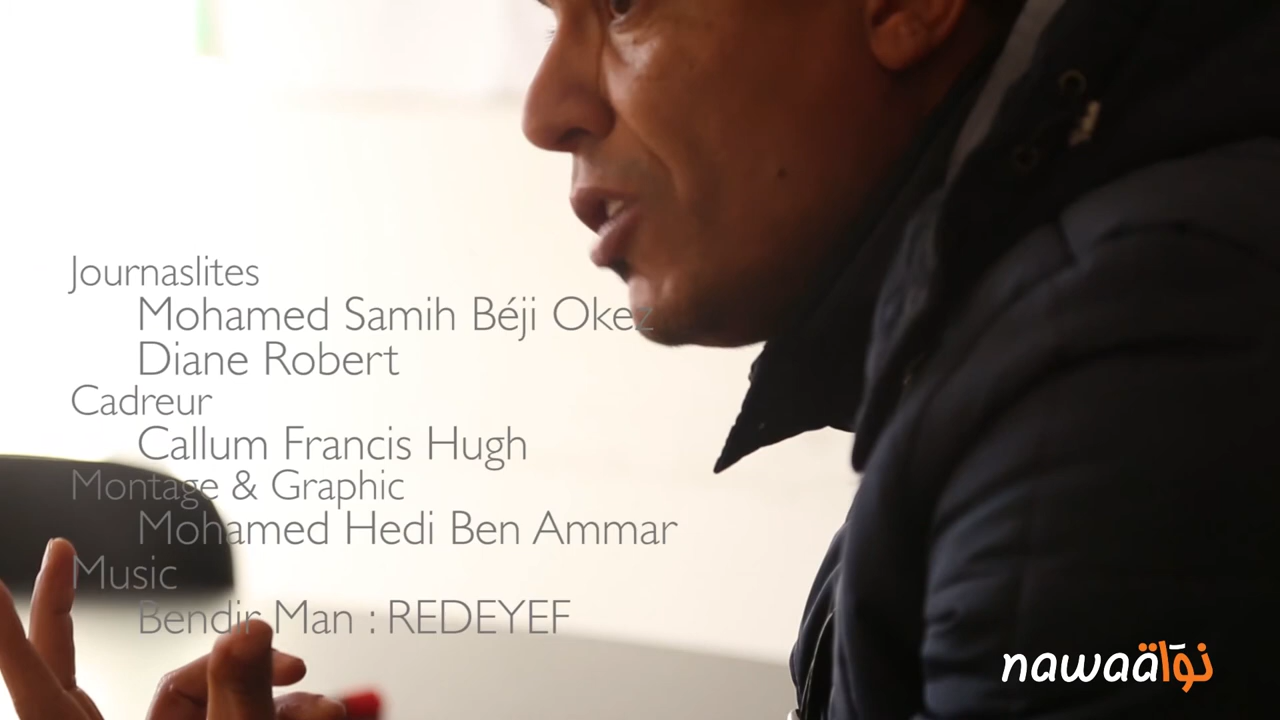 Journaslites
Mohamed Samih Béji Okez
Diane Robert
Cadreur
Callum Francis Hugh
Montage & Graphic
Mohamed Hedi Ben Ammar
Music
Bendir Man : REDEYEF
nawaa نواة